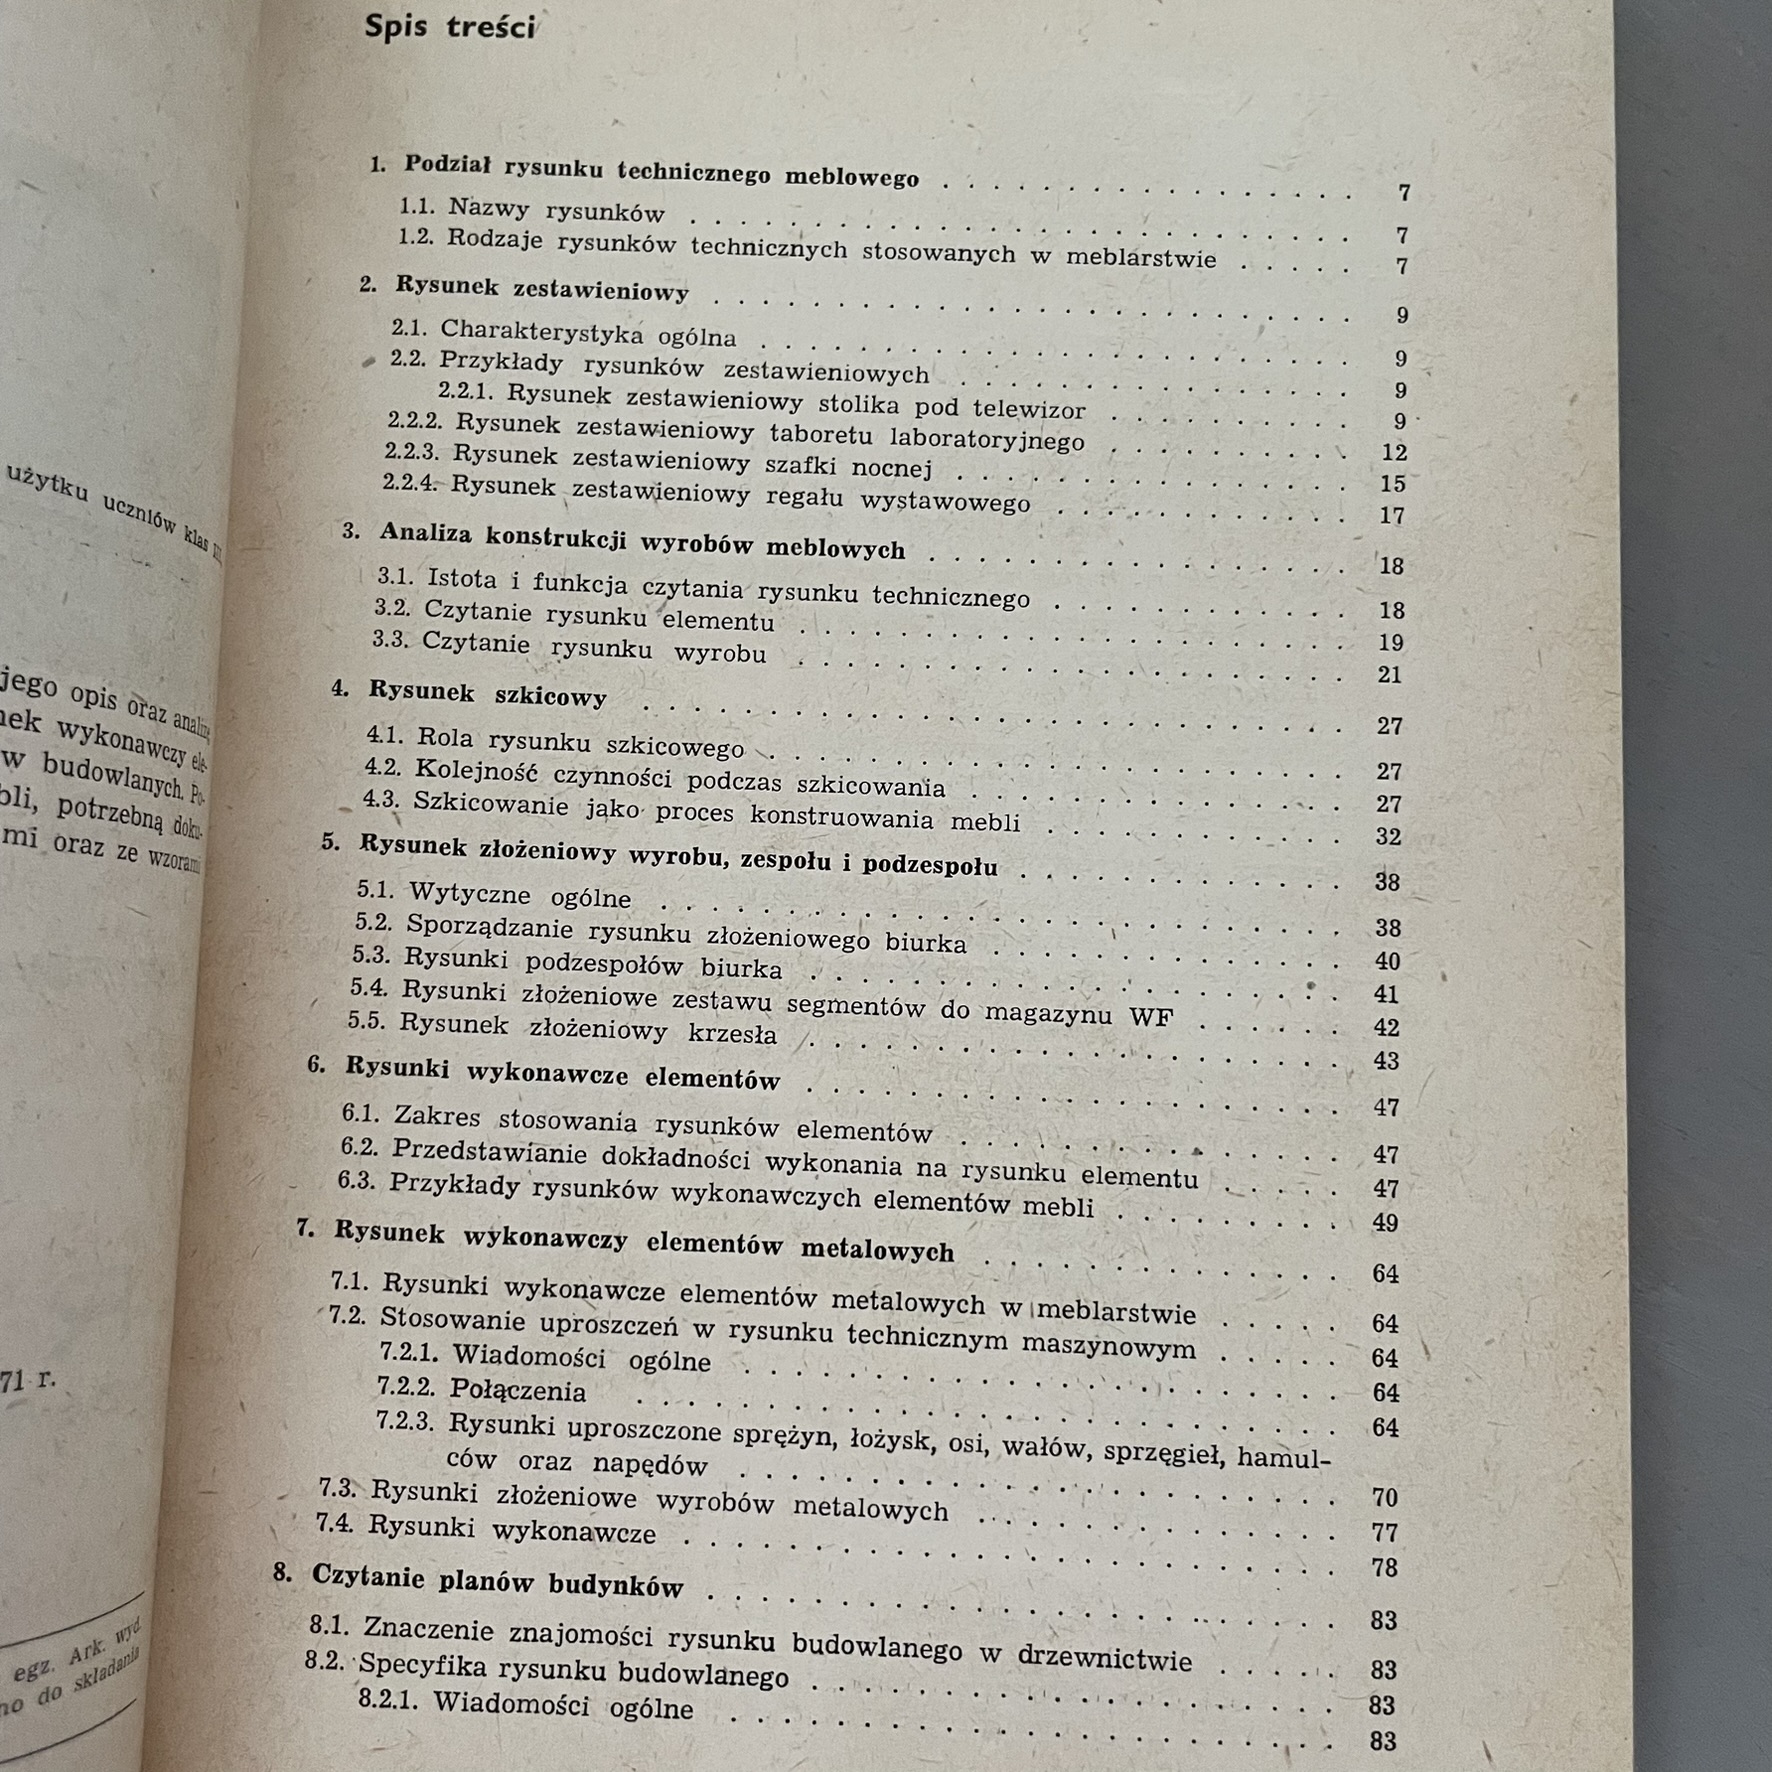 użytku uczniów klas III
jego opis oraz analizę
wykonawczy ele-
w budowlanych. Po-
potrzebną doku-
mi oraz ze wzorami
71 r.
egz. Ark. wyd.
do składania
Spis treści
1. Podział rysunku technicznego meblowego . . . . . 7
1.1. Nazwy rysunków . . . . . 7
1.2. Rodzaje rysunków technicznych stosowanych w meblarstwie . . . . . 7
2. Rysunek zestawieniowy . . . . . 9
2.1. Charakterystyka ogólna . . . . . 9
2.2. Przykłady rysunków zestawieniowych . . . . . 9
2.2.1. Rysunek zestawieniowy stolika pod telewizor . . . . . 9
2.2.2. Rysunek zestawieniowy taboretu laboratoryjnego . . . . . 12
2.2.3. Rysunek zestawieniowy szafki nocnej . . . . . 15
2.2.4. Rysunek zestawieniowy regału wystawowego . . . . . 17
3. Analiza konstrukcji wyrobów meblowych . . . . . 18
3.1. Istota i funkcja czytania rysunku technicznego . . . . . 18
3.2. Czytanie rysunku elementu . . . . . 19
3.3. Czytanie rysunku wyrobu . . . . . 21
4. Rysunek szkicowy . . . . . 27
4.1. Rola rysunku szkicowego . . . . . 27
4.2. Kolejność czynności podczas szkicowania . . . . . 27
4.3. Szkicowanie jako proces konstruowania mebli . . . . . 32
5. Rysunek złożeniowy wyrobu, zespołu i podzespołu . . . . . 38
5.1. Wytyczne ogólne . . . . . 38
5.2. Sporządzanie rysunku złożeniowego biurka . . . . . 40
5.3. Rysunki podzespołów biurka . . . . . 41
5.4. Rysunki złożeniowe zestawu segmentów do magazynu WF . . . . . 42
5.5. Rysunek złożeniowy krzesła . . . . . 43
6. Rysunki wykonawcze elementów . . . . . 47
6.1. Zakres stosowania rysunków elementów . . . . . 47
6.2. Przedstawianie dokładności wykonania na rysunku elementu . . . . . 47
6.3. Przykłady rysunków wykonawczych elementów mebli . . . . . 49
7. Rysunek wykonawczy elementów metalowych . . . . . 64
7.1. Rysunki wykonawcze elementów metalowych w meblarstwie . . . . . 64
7.2. Stosowanie uproszczeń w rysunku technicznym maszynowym . . . . . 64
7.2.1. Wiadomości ogólne . . . . . 64
7.2.2. Połączenia . . . . . 64
7.2.3. Rysunki uproszczone sprężyn, łożysk, osi, wałów, sprzęgieł, hamul-
ców oraz napędów . . . . . 70
7.3. Rysunki złożeniowe wyrobów metalowych . . . . . 77
7.4. Rysunki wykonawcze . . . . . 78
8. Czytanie planów budynków . . . . . 83
8.1. Znaczenie znajomości rysunku budowlanego w drzewnictwie . . . . . 83
8.2. Specyfika rysunku budowlanego . . . . . 83
8.2.1. Wiadomości ogólne . . . . . 83